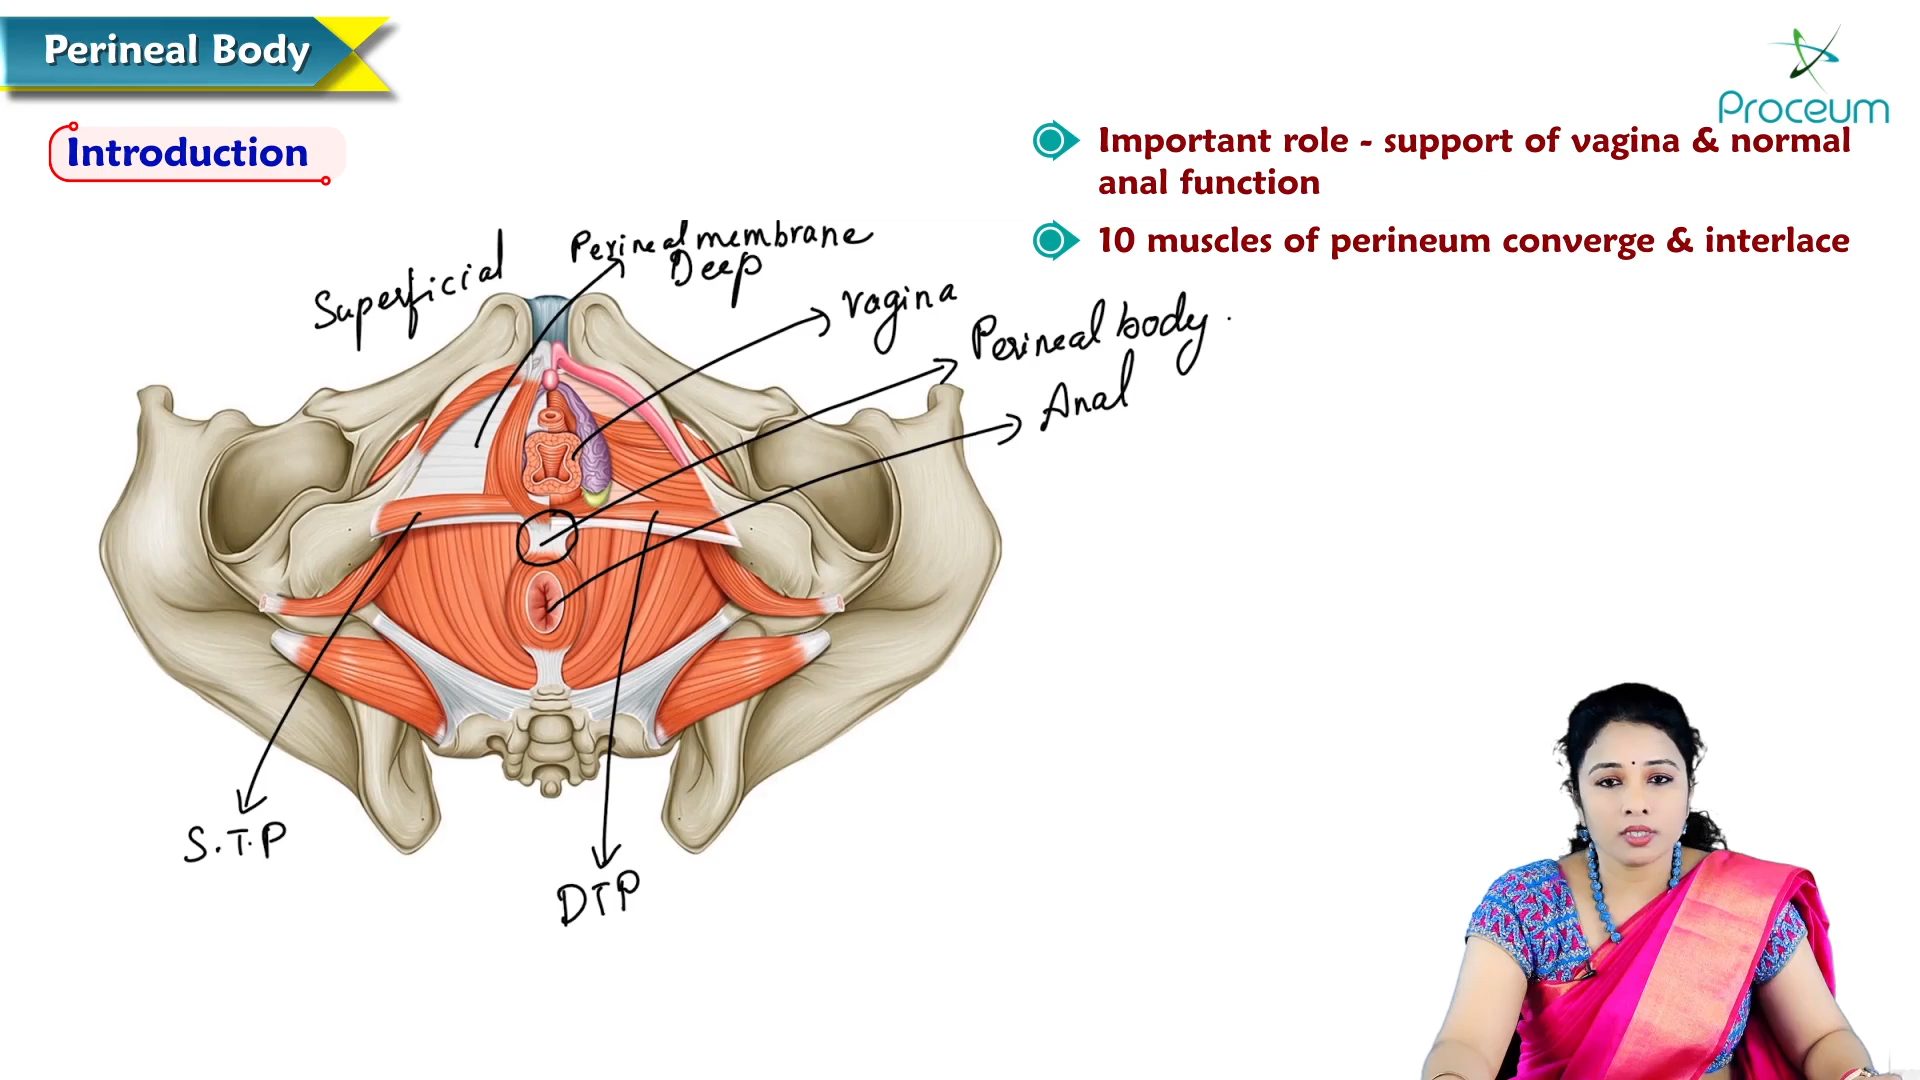 Perineal Body
Proceum
Introduction
Important role - support of vagina & normal
anal function
10 muscles of perineum converge & interlace
Superficial
Perineal membrane
Deep
vagina
Perineal body
Anal
S.T.P
DTP